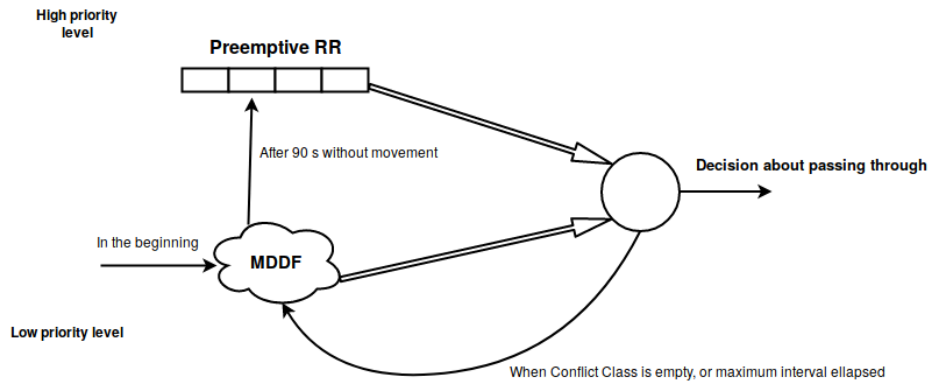 High priority
level
Preemptive RR
After 90 s without movement
Decision about passing through
In the beginning
MDDF
Low priority level
When Conflict Class is empty, or maximum interval ellapsed